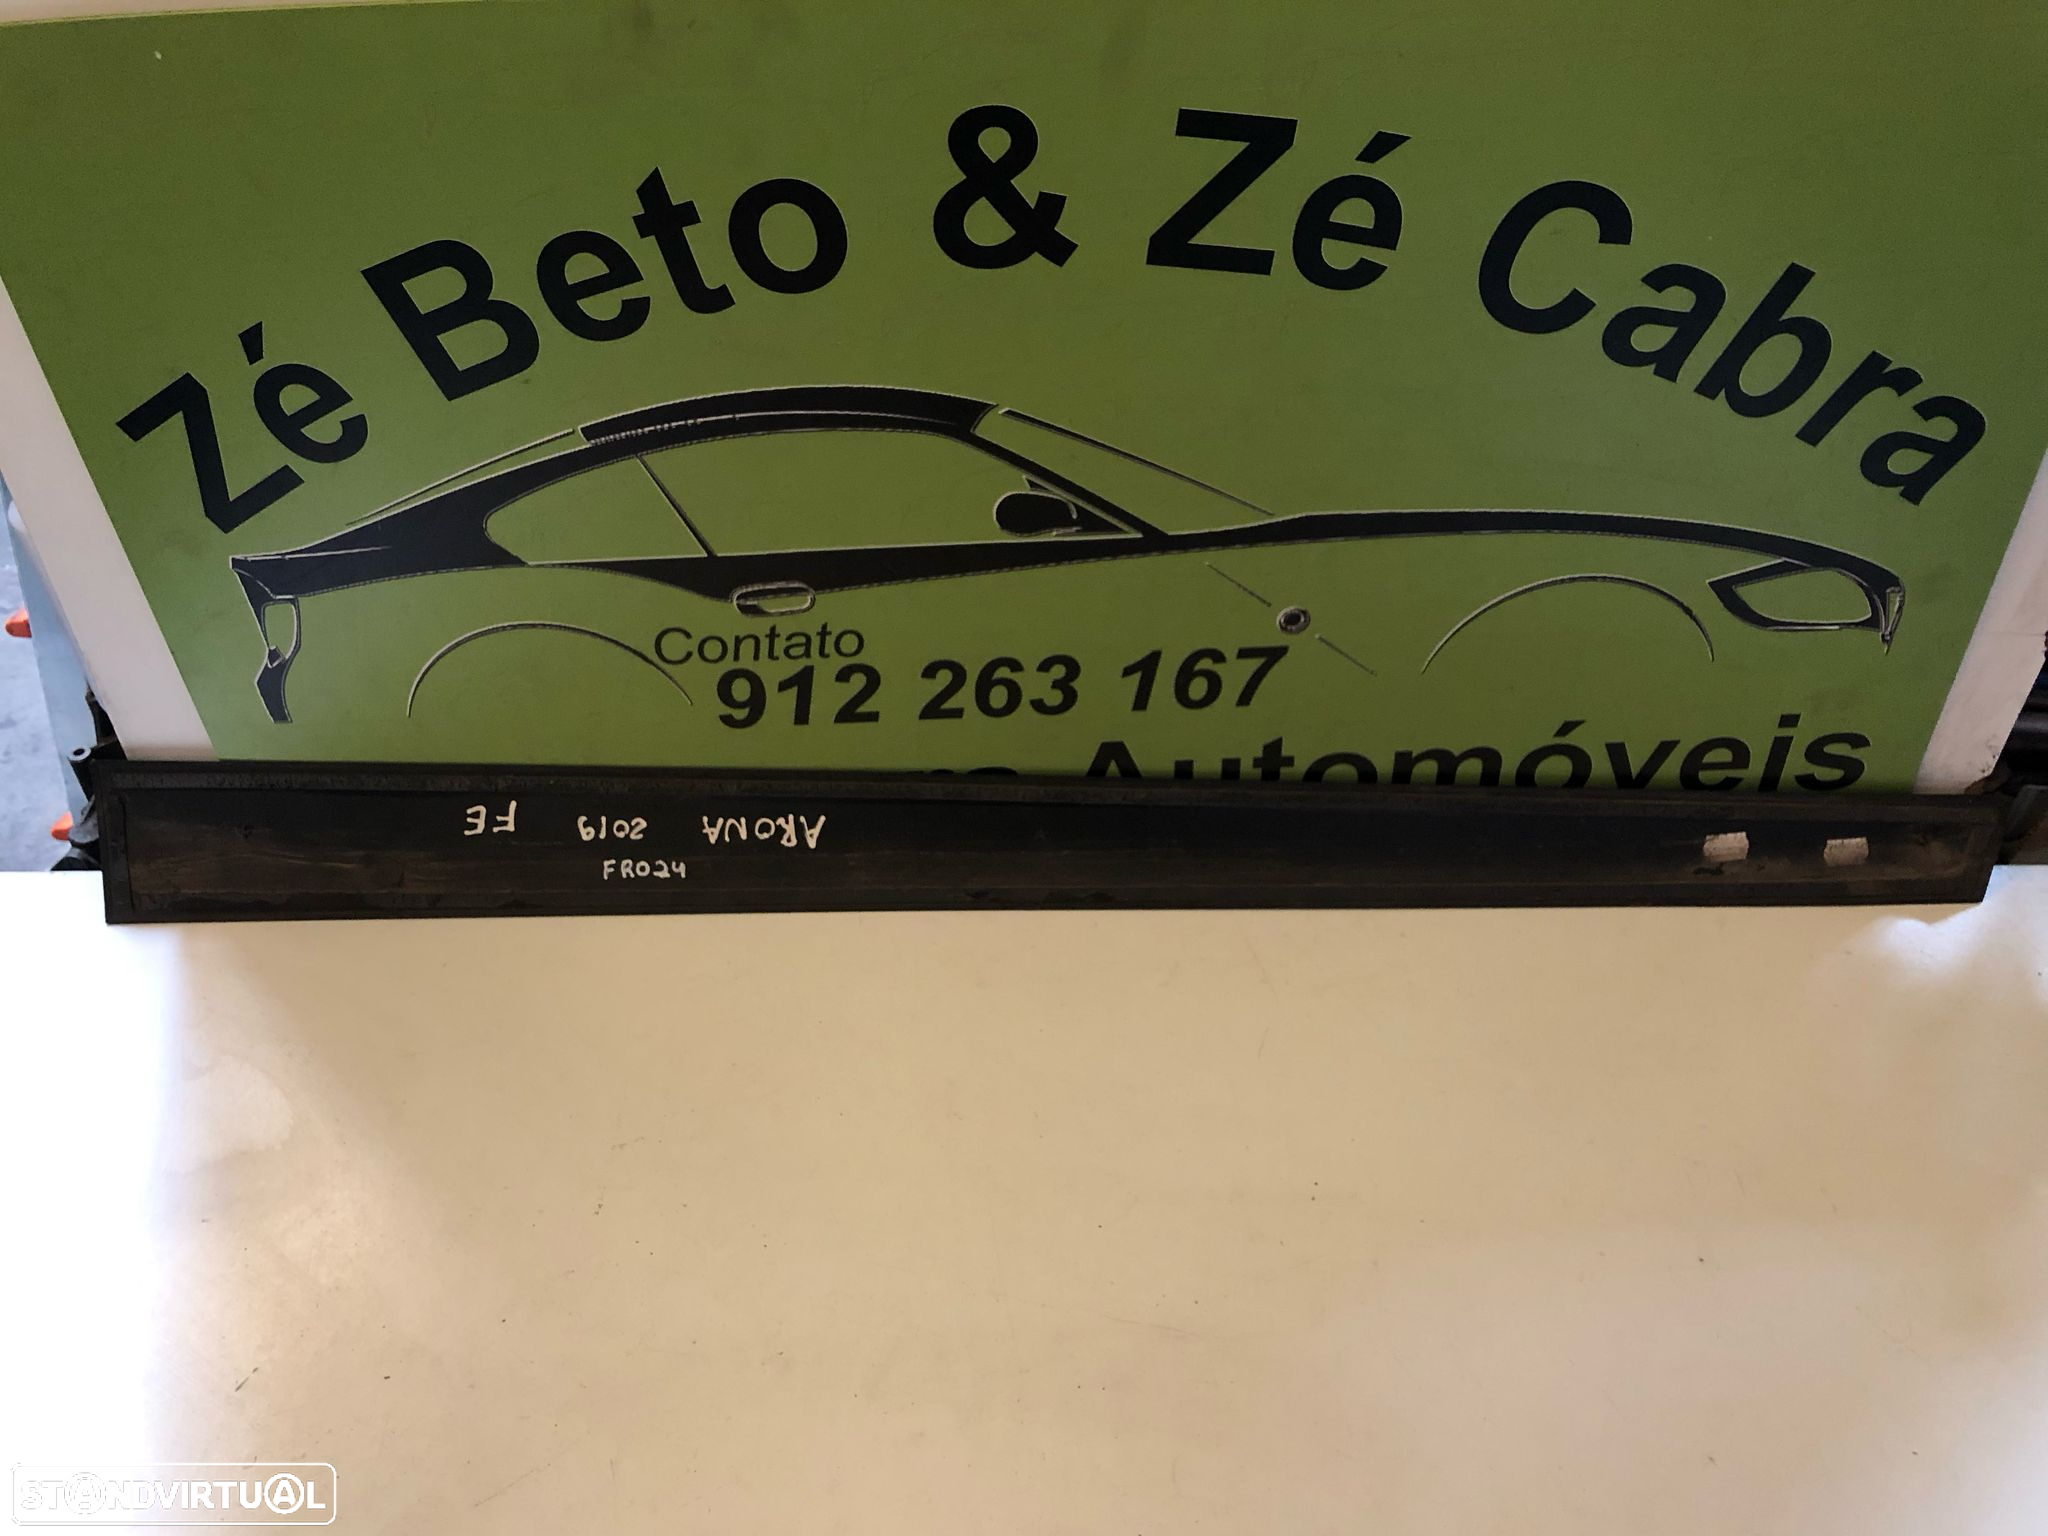 Zé Beto & Zé Cabra
Contato
912 263 167
Automóveis
ARONA 2019 FE
FR024
STANDVIRTUAL